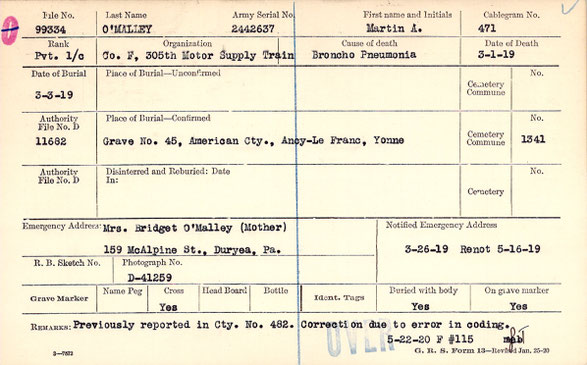 File No. Last Name Army Serial No. First name and Initials Cablegram No.
99334 O'MALLEY 2442637 Martin A. 471
Rank Organization Cause of death Date of Death
Pvt. 1/c Co. F, 305th Motor Supply Train Broncho Pneumonia 3-1-19
Date of Burial Place of Burial—Unconfirmed No.
3-3-19 Cemetery
Commune
Authority Place of Burial—Confirmed No.
File No. D Cemetery
11682 Grave No. 45, American Cty., Ancy-Le Franc, Yonne Commune 1341
Authority Disinterred and Reburied: Date No.
File No. D In:
Cemetery
Emergency Address: Mrs. Bridget O'Malley (Mother) Notified Emergency Address
159 McAlpine St., Duryea, Pa. 3-26-19 Renot 5-16-19
R. B. Sketch No. Photograph No.
D-41259
Grave Marker Name Peg Cross Head Board Bottle Ident. Tags Buried with body On grave marker
Yes Yes Yes
REMARKS: Previously reported in Cty. No. 482. Correction due to error in coding.
OVER 5-22-20 F #115
3—7573 G. R. S. Form 13—Revised Jan. 25-20